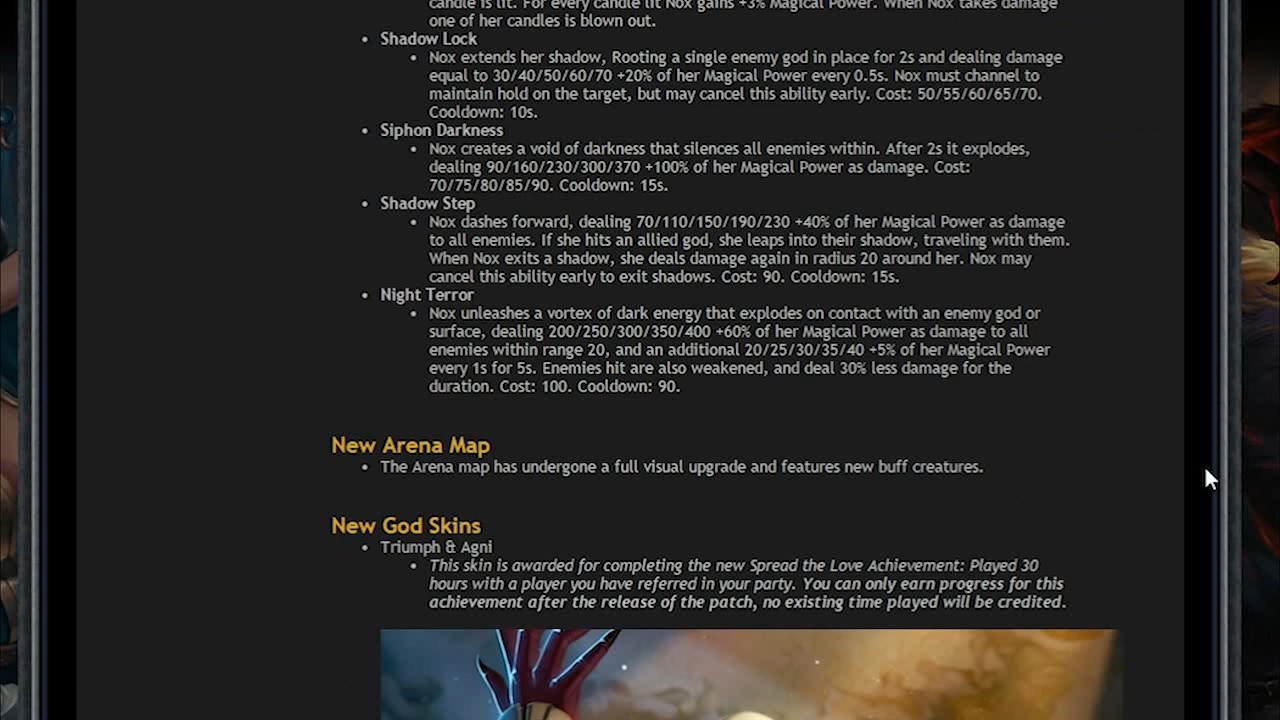 candle is lit. For every candle lit Nox gains +3% Magical Power. When Nox takes damage
one of her candles is blown out.
Shadow Lock
Nox extends her shadow, Rooting a single enemy god in place for 2s and dealing damage
equal to 30/40/50/60/70 +20% of her Magical Power every 0.5s. Nox must channel to
maintain hold on the target, but may cancel this ability early. Cost: 50/55/60/65/70.
Cooldown: 10s.
Siphon Darkness
Nox creates a void of darkness that silences all enemies within. After 2s it explodes,
dealing 90/160/230/300/370 +100% of her Magical Power as damage. Cost:
70/75/80/85/90. Cooldown: 15s.
Shadow Step
Nox dashes forward, dealing 70/110/150/190/230 +40% of her Magical Power as damage
to all enemies. If she hits an allied god, she leaps into their shadow, traveling with them.
When Nox exits a shadow, she deals damage again in radius 20 around her. Nox may
cancel this ability early to exit shadows. Cost: 90. Cooldown: 15s.
Night Terror
Nox unleashes a vortex of dark energy that explodes on contact with an enemy god or
surface, dealing 200/250/300/350/400 +60% of her Magical Power as damage to all
enemies within range 20, and an additional 20/25/30/35/40 +5% of her Magical Power
every 1s for 5s. Enemies hit are also weakened, and deal 30% less damage for the
duration. Cost: 100. Cooldown: 90.
New Arena Map
The Arena map has undergone a full visual upgrade and features new buff creatures.
New God Skins
Triumph & Agni
This skin is awarded for completing the new Spread the Love Achievement: Played 30
hours with a player you have referred in your party. You can only earn progress for this
achievement after the release of the patch, no existing time played will be credited.